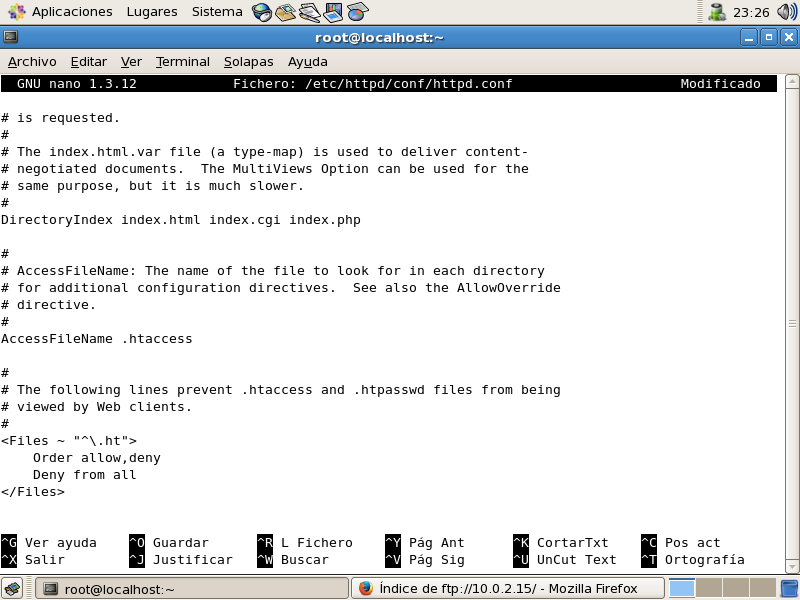 Aplicaciones Lugares Sistema 23:26
root@localhost:~
Archivo Editar Ver Terminal Solapas Ayuda
GNU nano 1.3.12 Fichero: /etc/httpd/conf/httpd.conf Modificado
# is requested.
#
# The index.html.var file (a type-map) is used to deliver content-
# negotiated documents.  The MultiViews Option can be used for the
# same purpose, but it is much slower.
#
DirectoryIndex index.html index.cgi index.php
#
# AccessFileName: The name of the file to look for in each directory
# for additional configuration directives.  See also the AllowOverride
# directive.
#
AccessFileName .htaccess
#
# The following lines prevent .htaccess and .htpasswd files from being
# viewed by Web clients.
#
<Files ~ "^\.ht">
    Order allow,deny
    Deny from all
</Files>
^G Ver ayuda ^O Guardar ^R L Fichero ^Y Pág Ant ^K CortarTxt ^C Pos act
^X Salir ^J Justificar ^W Buscar ^V Pág Sig ^U UnCut Text ^T Ortografía
root@localhost:~ Índice de ftp://10.0.2.15/ - Mozilla Firefox